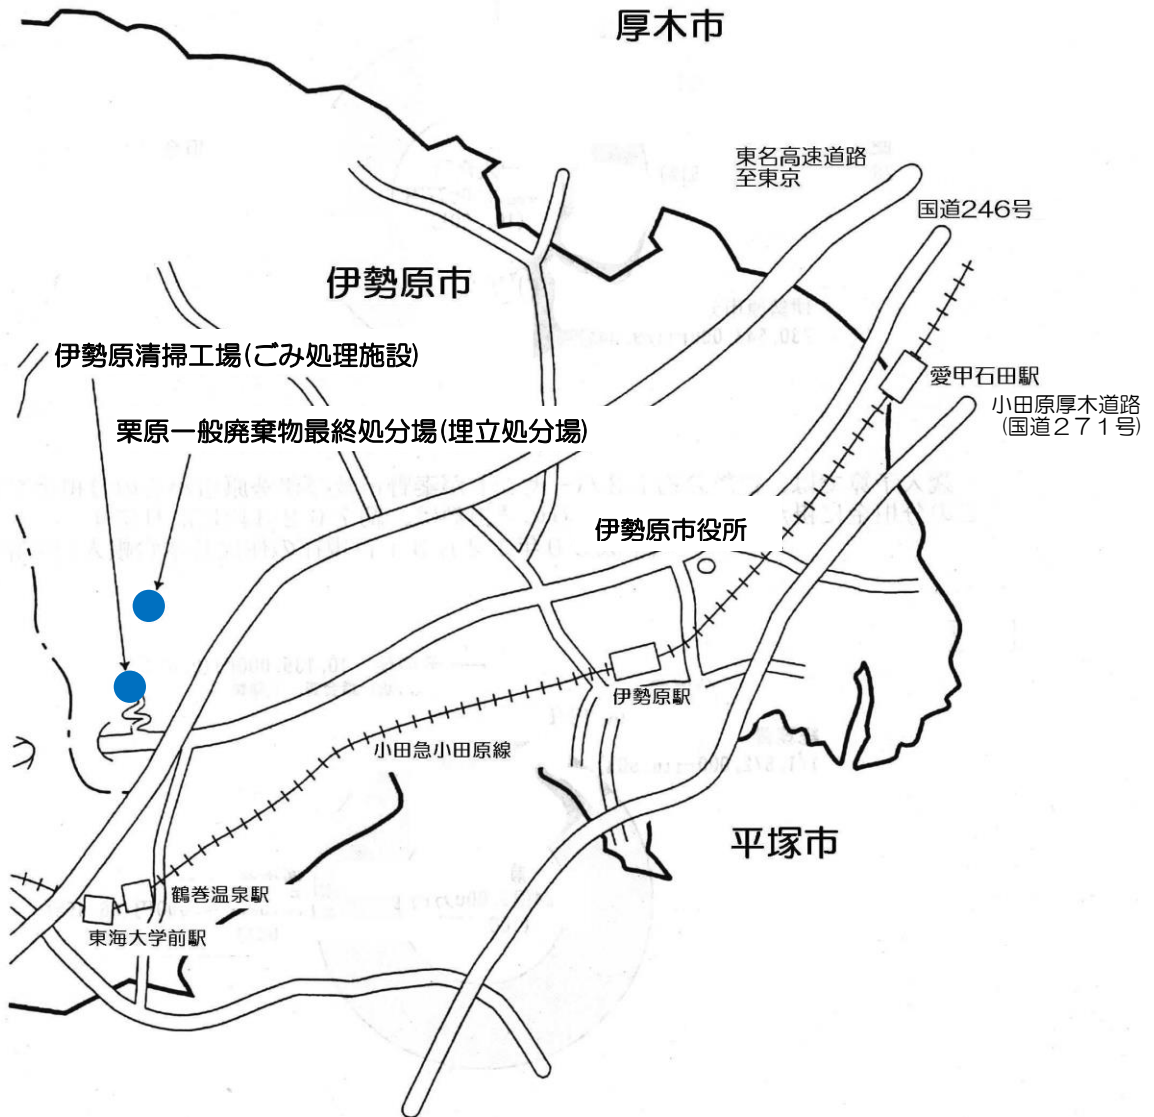 厚木市
東名高速道路
至東京
国道246号
伊勢原市
伊勢原清掃工場(ごみ処理施設)
愛甲石田駅
小田原厚木道路
(国道271号)
栗原一般廃棄物最終処分場(埋立処分場)
伊勢原市役所
伊勢原駅
小田急小田原線
平塚市
鶴巻温泉駅
東海大学前駅